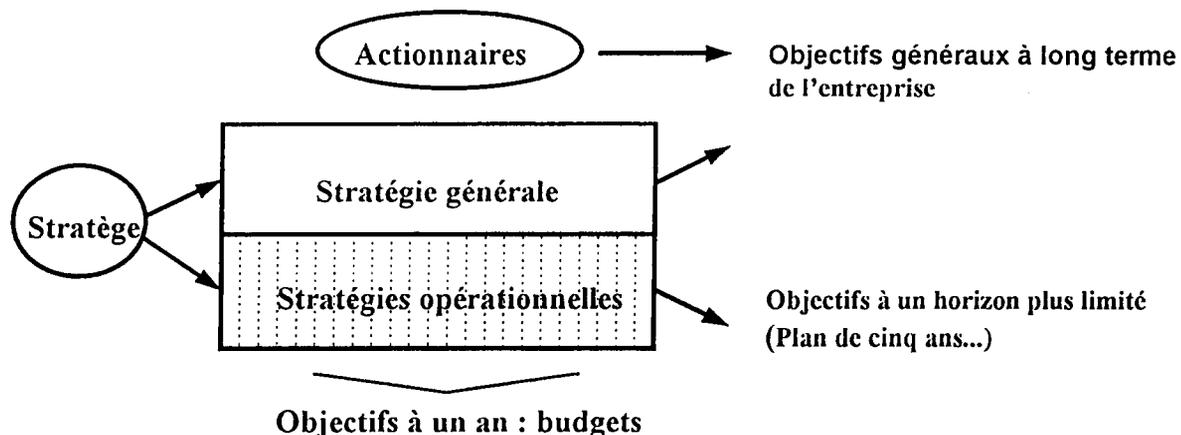 Actionnaires
Objectifs généraux à long terme
de l'entreprise
Stratégie générale
Stratège
Stratégies opérationnelles
Objectifs à un horizon plus limité
(Plan de cinq ans...)
Objectifs à un an : budgets